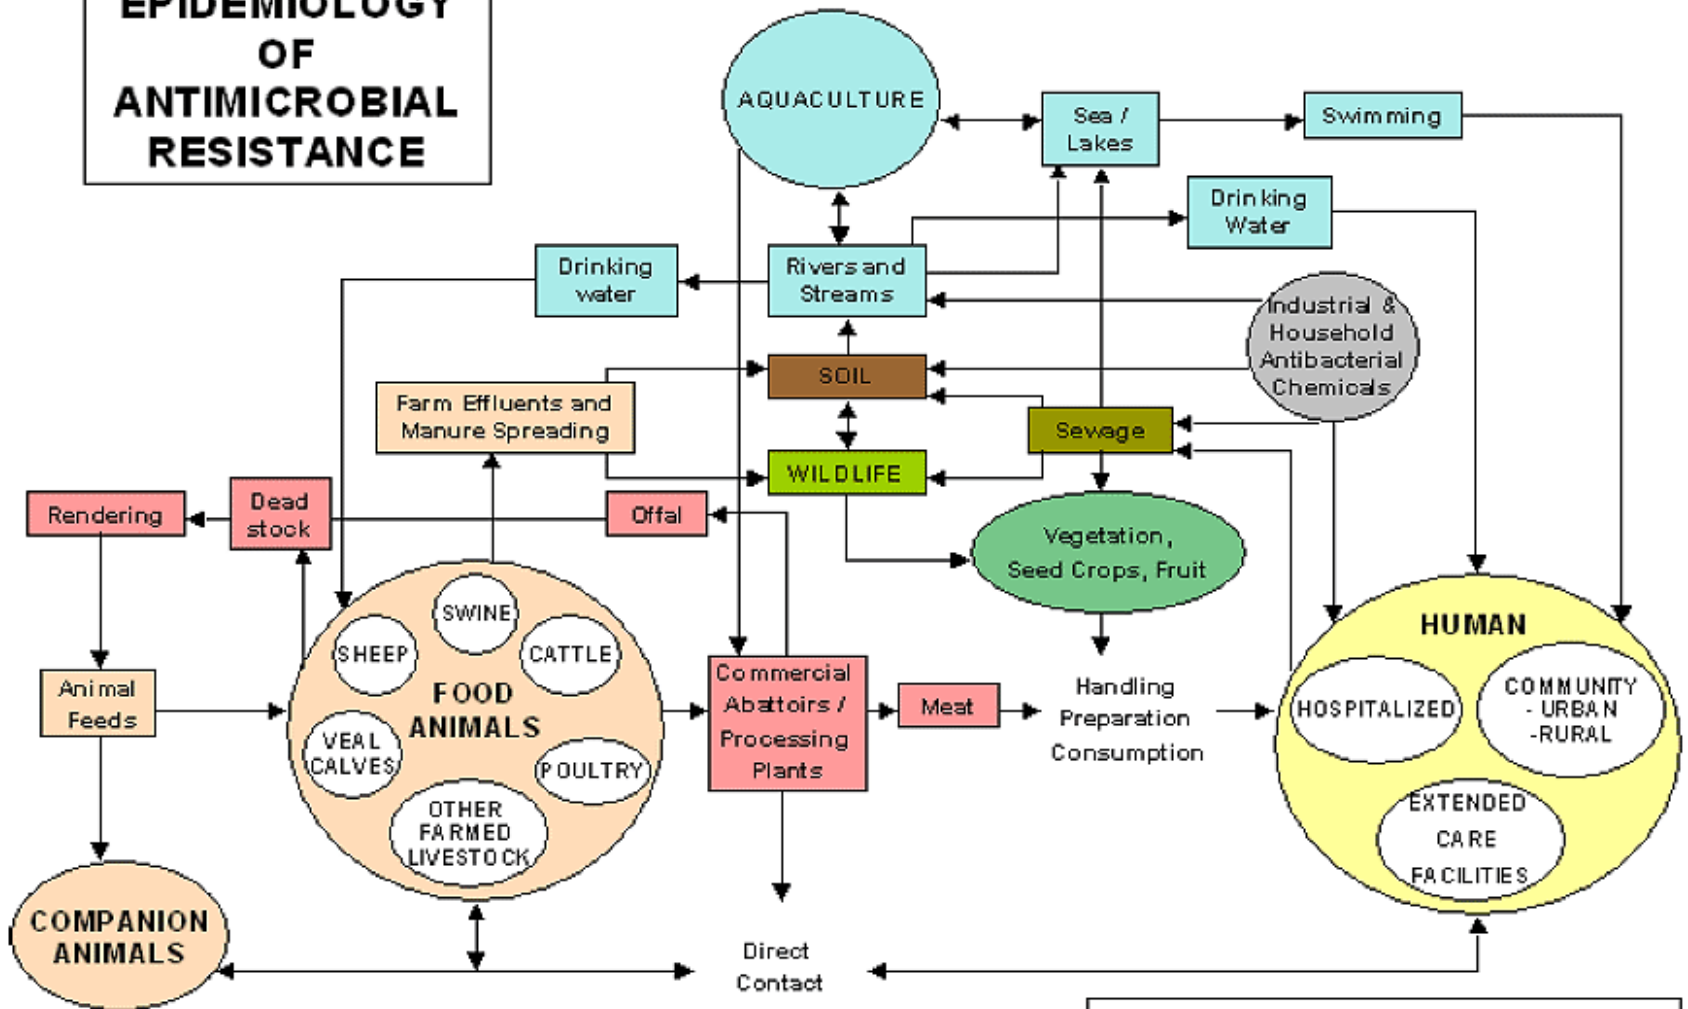 EPIDEMIOLOGY
OF
ANTIMICROBIAL
RESISTANCE
AQUACULTURE
Sea /
Lakes
Swimming
Drinking
Water
Drinking
water
Rivers and
Streams
Industrial &
Household
Antibacterial
Chemicals
SOIL
Farm Effluents and
Manure Spreading
Sewage
WILDLIFE
Rendering
Dead
stock
Offal
Vegetation,
Seed Crops, Fruit
SWINE
SHEEP
CATTLE
FOOD
ANIMALS
VEAL
CALVES
POULTRY
OTHER
FARMED
LIVESTOCK
Animal
Feeds
Commercial
Abattoirs /
Processing
Plants
Meat
Handling
Preparation
Consumption
HUMAN
HOSPITALIZED
COMMUNITY
- URBAN
-RURAL
EXTENDED
CARE
FACILITIES
COMPANION
ANIMALS
Direct
Contact